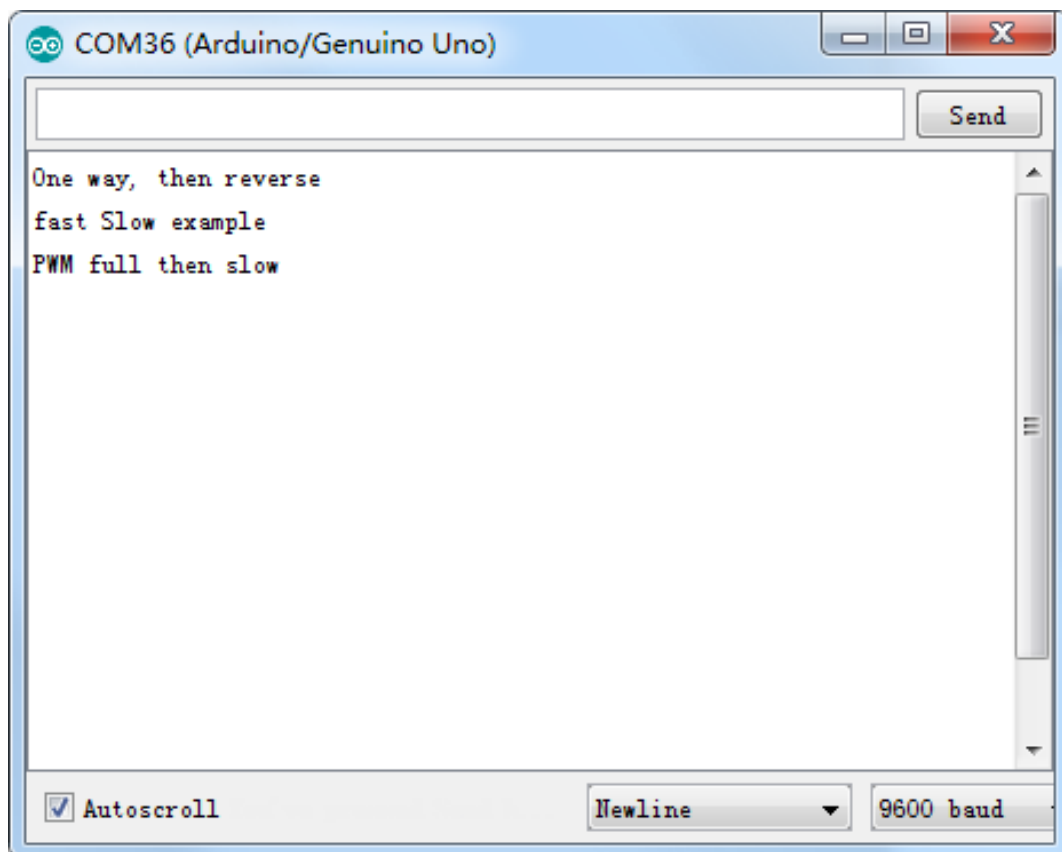 COM36 (Arduino/Genuino Uno)
Send
One way, then reverse
fast Slow example
PWM full then slow
Autoscroll
Newline
9600 baud